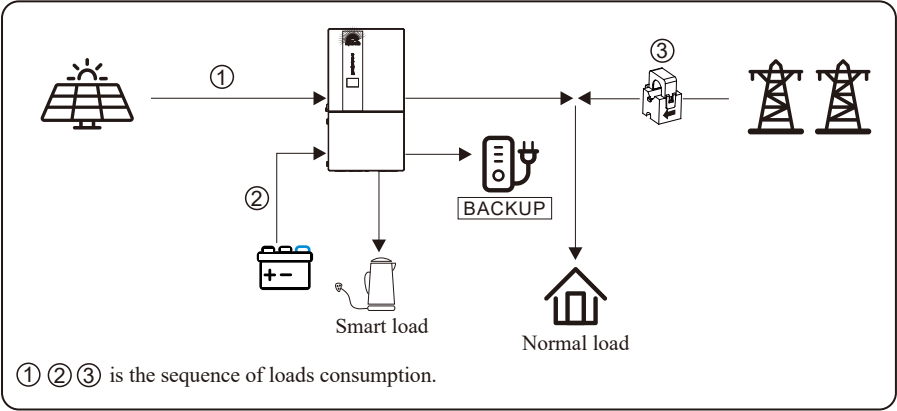 ①
③
②
BACKUP
Smart load
Normal load
① ② ③ is the sequence of loads consumption.